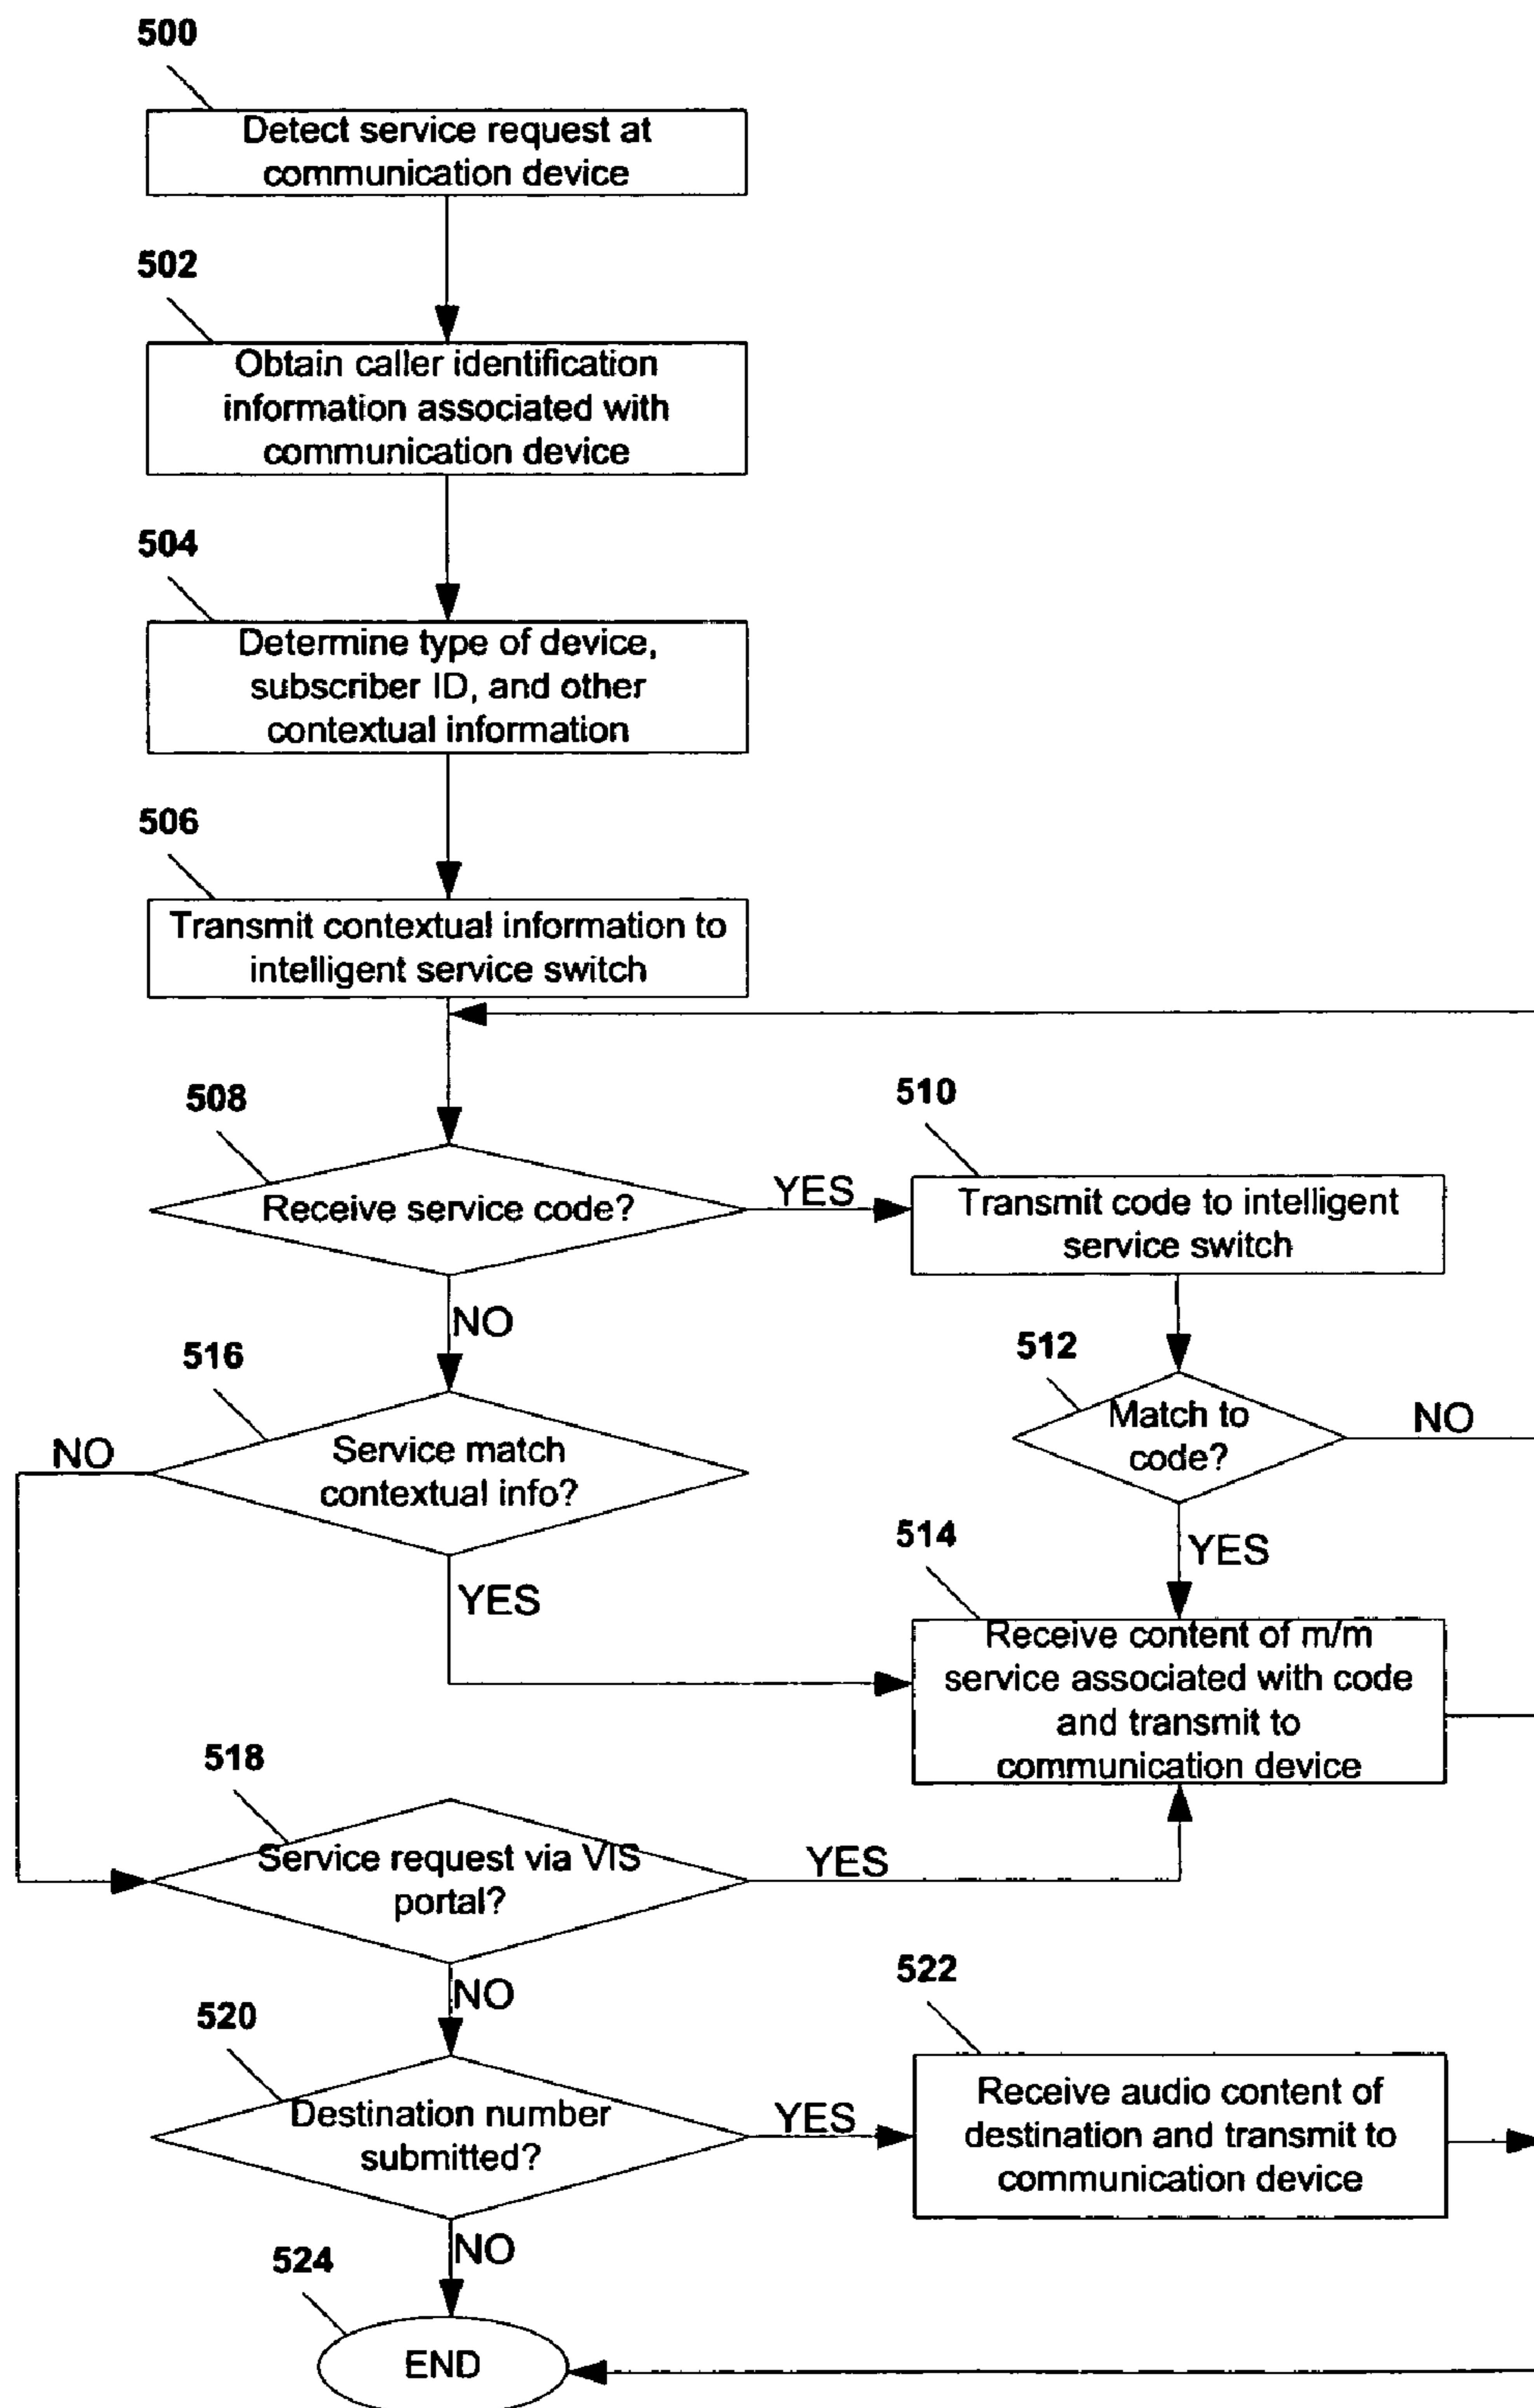 500
Detect service request at
communication device
502
Obtain caller identification
information associated with
communication device
504
Determine type of device,
subscriber ID, and other
contextual information
506
Transmit contextual information to
intelligent service switch
508
Receive service code?
YES
510
Transmit code to intelligent
service switch
NO
512
Match to
code?
NO
516
Service match
contextual info?
NO
YES
YES
514
Receive content of m/m
service associated with code
and transmit to
communication device
518
Service request via VIS
portal?
YES
NO
520
Destination number
submitted?
YES
522
Receive audio content of
destination and transmit to
communication device
NO
524
END